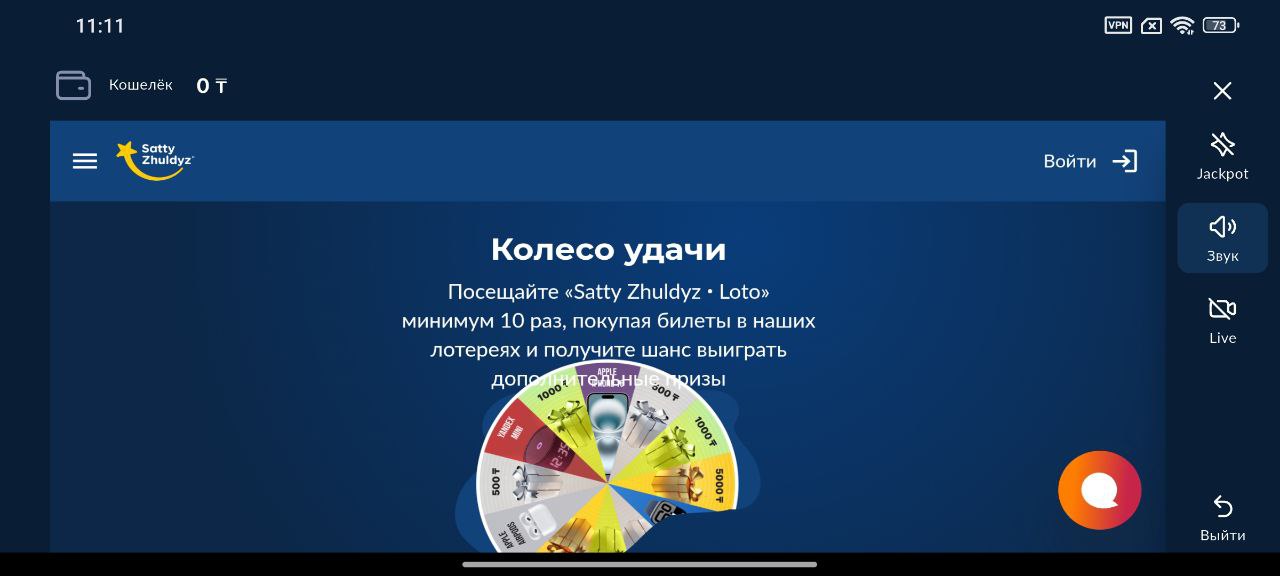 11:11
VPN
73
Кошелёк 0 ₸
Jackpot
Звук
Live
Выйти
Satty
Zhuldyz
Войти
Колесо удачи
Посещайте «Satty Zhuldyz • Loto»
минимум 10 раз, покупая билеты в наших
лотереях и получите шанс выиграть
дополнительные призы
APPLE
1000 ₸
500 ₸
YANDEX
MINI
1000 ₸
500 ₸
5000 ₸
APPLE
AIRPODS